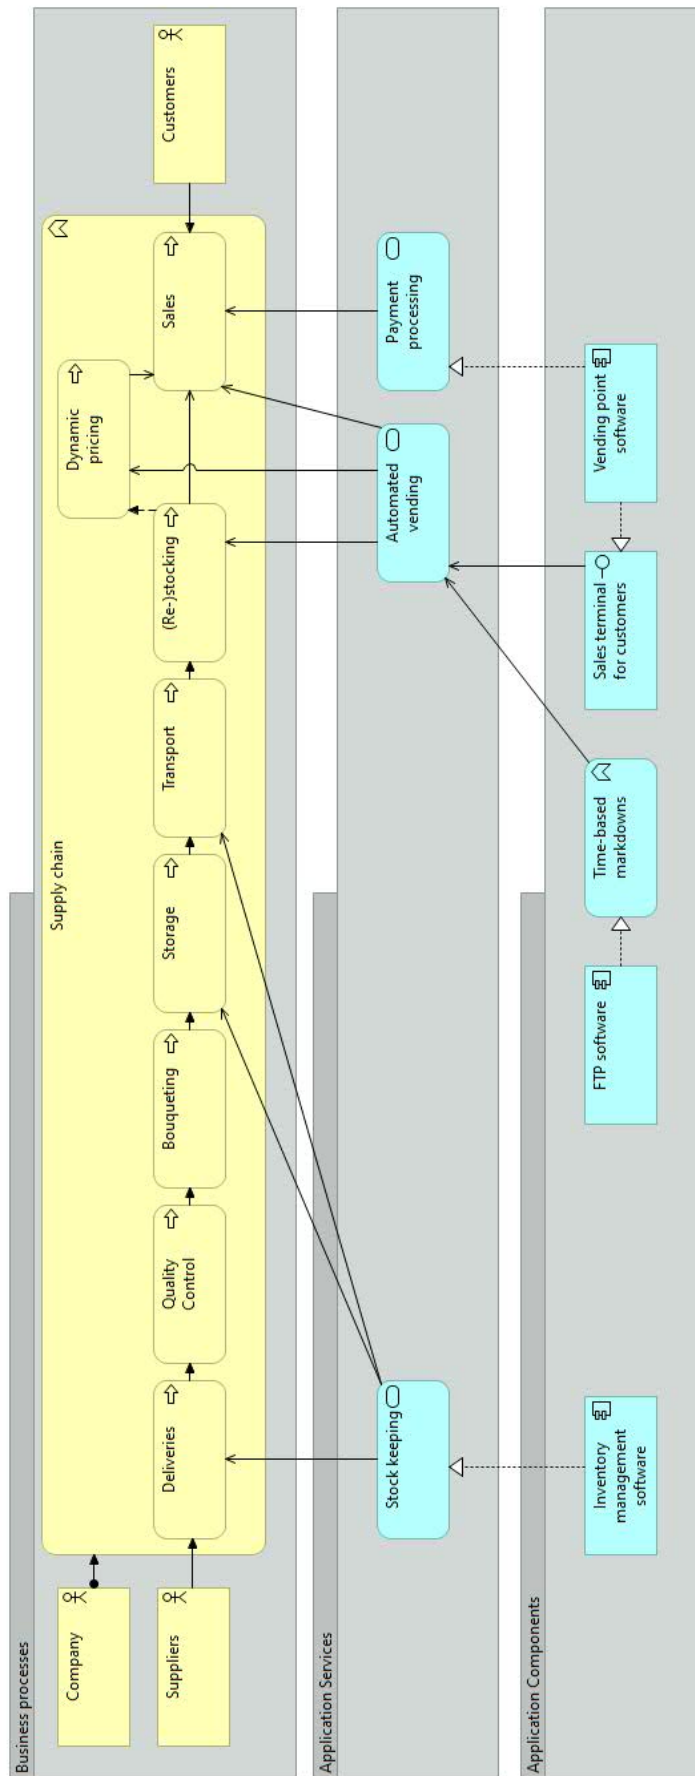 Business processes
Company
Suppliers
Supply chain
Deliveries
Quality
Control
Bouqueting
Storage
Transport
(Re-)stocking
Dynamic
pricing
Sales
Customers
Application Services
Stock keeping
Automated
vending
Payment
processing
Application Components
Inventory
management
software
FTP software
Time-based
markdowns
Sales terminal
for customers
Vending point
software